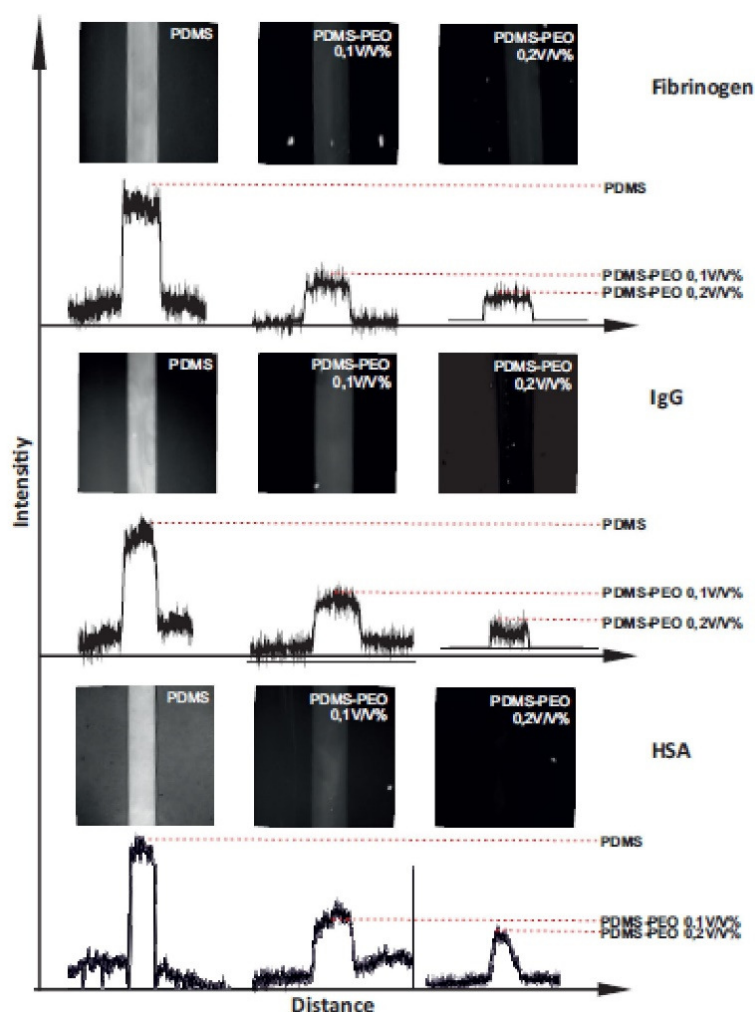 PDMS
PDMS-PEO
0,1V/V%
PDMS-PEO
0,2V/V%
Fibrinogen
PDMS
PDMS-PEO 0,1V/V%
PDMS-PEO 0,2V/V%
PDMS
PDMS-PEO
0,1V/V%
PDMS-PEO
0,2V/V%
IgG
Intensitiy
PDMS
PDMS-PEO 0,1V/V%
PDMS-PEO 0,2V/V%
PDMS
PDMS-PEO
0,1V/V%
PDMS-PEO
0,2V/V%
HSA
PDMS
PDMS-PEO 0,1V/V%
PDMS-PEO 0,2V/V%
Distance